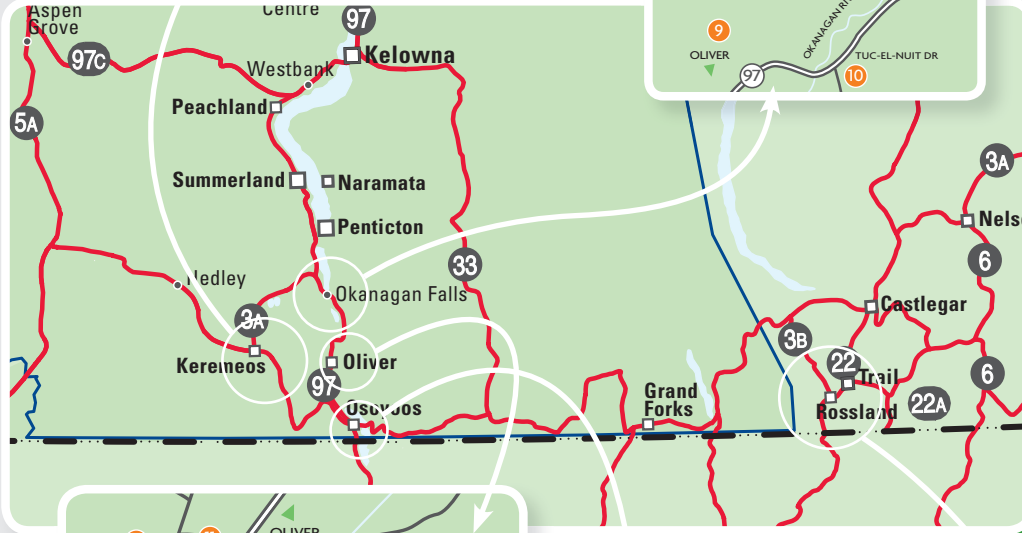 Aspen
Grove
Centre
97
97C
Kelowna
Westbank
Peachland
5A
Summerland
Naramata
Penticton
33
Hedley
Okanagan Falls
3A
Keremeos
Oliver
97
Osoyoos
Grand
Forks
9
OLIVER
97
TUC-EL-NUIT DR
10
3A
Nels
6
Castlegar
3B
22
Trail
Rossland
22A
6
OLIVER